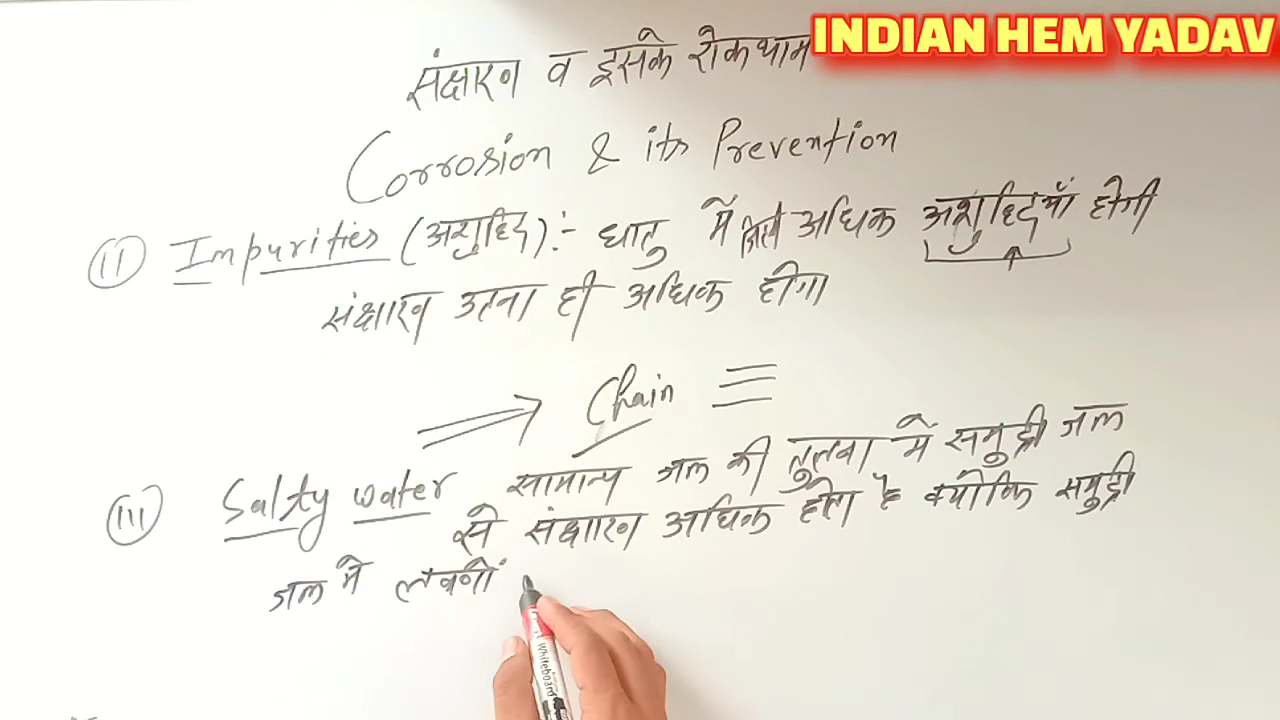 INDIAN HEM YADAV
संक्षारण व इसके रोकथाम
Corrosion & its Prevention
(ii) Impurities (अशुद्धि):- धातु में जितनी अधिक अशुद्धियाँ होगी
संक्षारण उतना ही अधिक होगा
Chain
(iii) Salty water सामान्य जल की तुलना में समुद्री जल
से संक्षारण अधिक होता है क्योंकि समुद्री
जल मे लवणों
Whiteboard